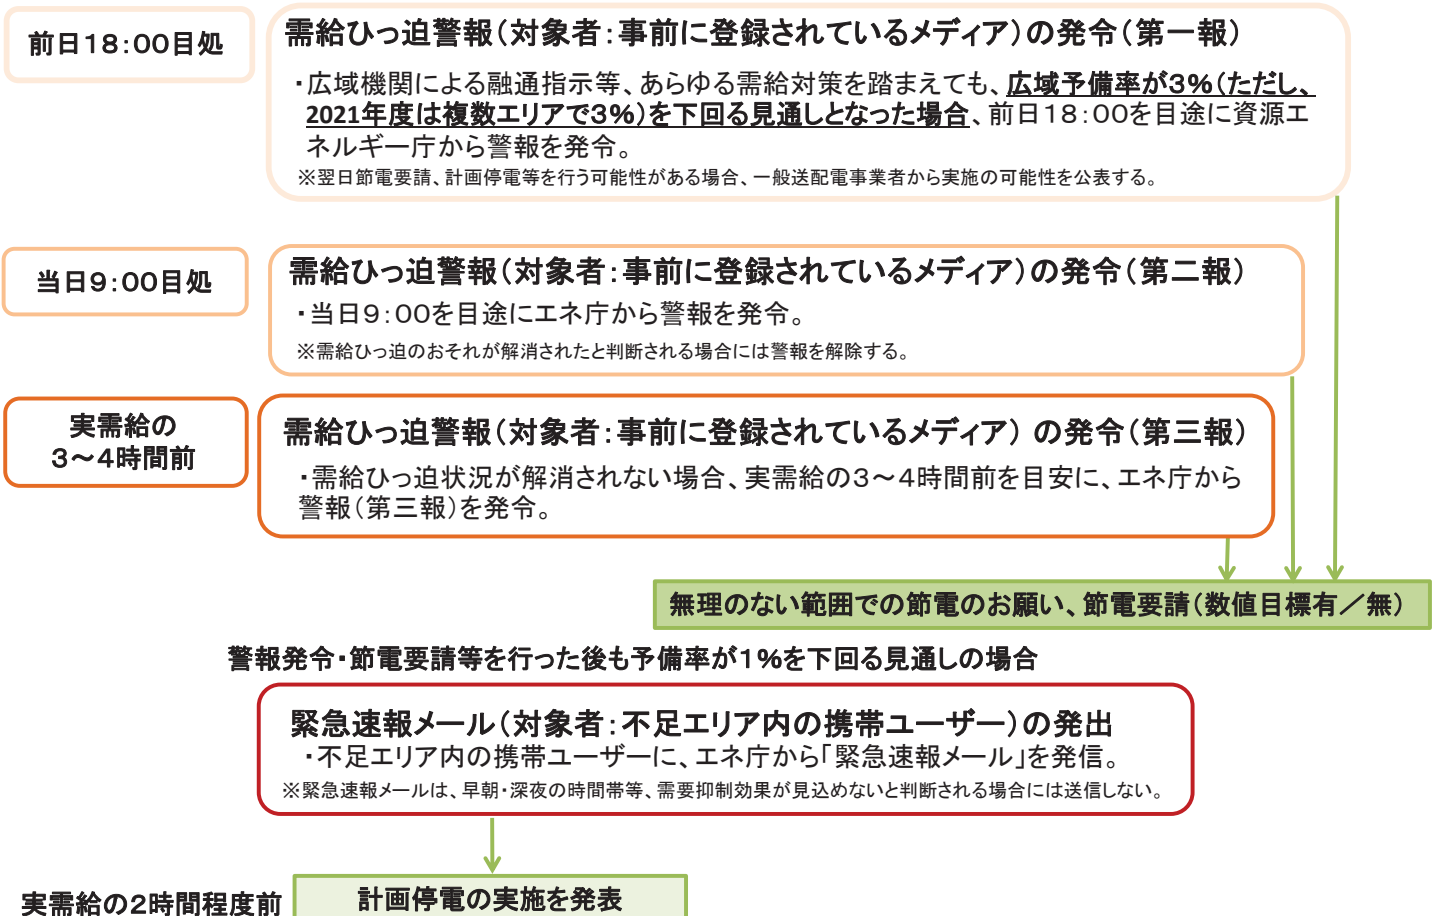 前日18:00目処
需給ひっ迫警報(対象者:事前に登録されているメディア)の発令(第一報)
・広域機関による融通指示等、あらゆる需給対策を踏まえても、広域予備率が3%(ただし、
2021年度は複数エリアで3%)を下回る見通しとなった場合、前日18:00を目途に資源エ
ネルギー庁から警報を発令。
※翌日節電要請、計画停電等を行う可能性がある場合、一般送配電事業者から実施の可能性を公表する。
当日9:00目処
需給ひっ迫警報(対象者:事前に登録されているメディア)の発令(第二報)
・当日9:00を目途にエネ庁から警報を発令。
※需給ひっ迫のおそれが解消されたと判断される場合には警報を解除する。
実需給の
3~4時間前
需給ひっ迫警報(対象者:事前に登録されているメディア) の発令(第三報)
・需給ひっ迫状況が解消されない場合、実需給の3~4時間前を目安に、エネ庁から
警報(第三報)を発令。
無理のない範囲での節電のお願い、節電要請(数値目標有/無)
警報発令・節電要請等を行った後も予備率が1%を下回る見通しの場合
緊急速報メール(対象者:不足エリア内の携帯ユーザー)の発出
・不足エリア内の携帯ユーザーに、エネ庁から「緊急速報メール」を発信。
※緊急速報メールは、早朝・深夜の時間帯等、需要抑制効果が見込めないと判断される場合には送信しない。
実需給の2時間程度前
計画停電の実施を発表